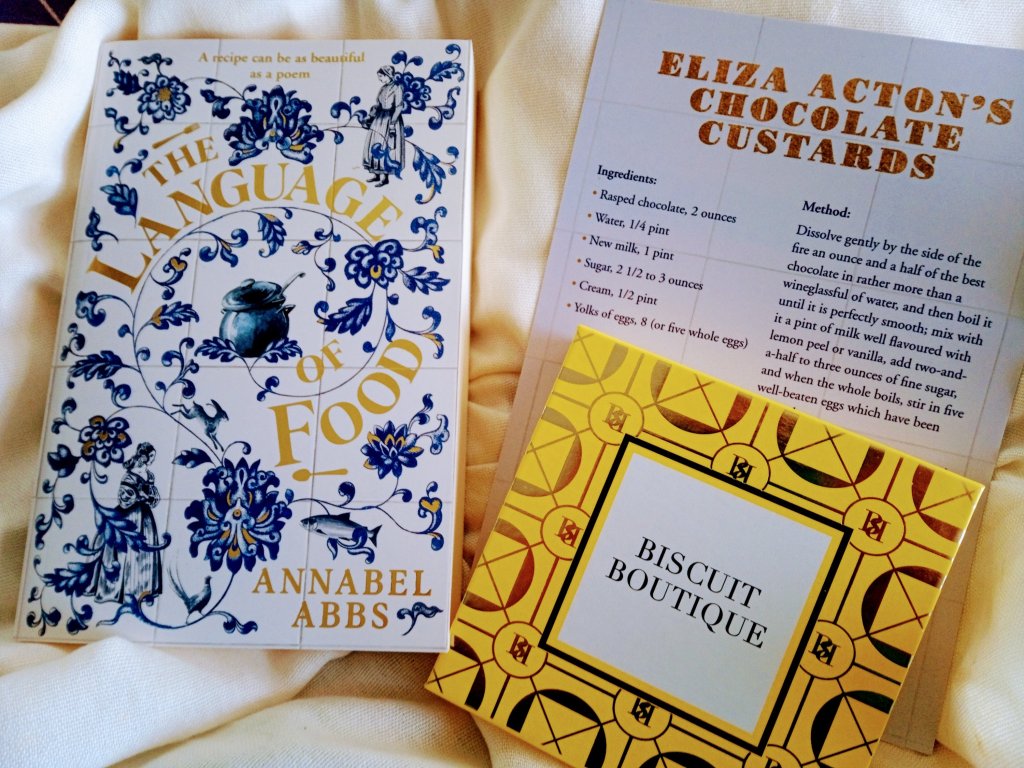 A recipe can be as beautiful
as a poem
THE
LANGUAGE
OF
FOOD
ANNABEL
ABBS
ELIZA ACTON'S
CHOCOLATE
CUSTARDS
Ingredients:
• Rasped chocolate, 2 ounces
• Water, 1/4 pint
• New milk, 1 pint
• Sugar, 2 1/2 to 3 ounces
• Cream, 1/2 pint
• Yolks of eggs, 8 (or five whole eggs)
Method:
Dissolve gently by the side of the
fire an ounce and a half of the best
chocolate in rather more than a
wineglassful of water, and then boil it
until it is perfectly smooth; mix with
it a pint of milk well flavoured with
lemon peel or vanilla, add two-and-
a-half to three ounces of fine sugar,
and when the whole boils, stir in five
well-beaten eggs which have been
BISCUIT
BOUTIQUE